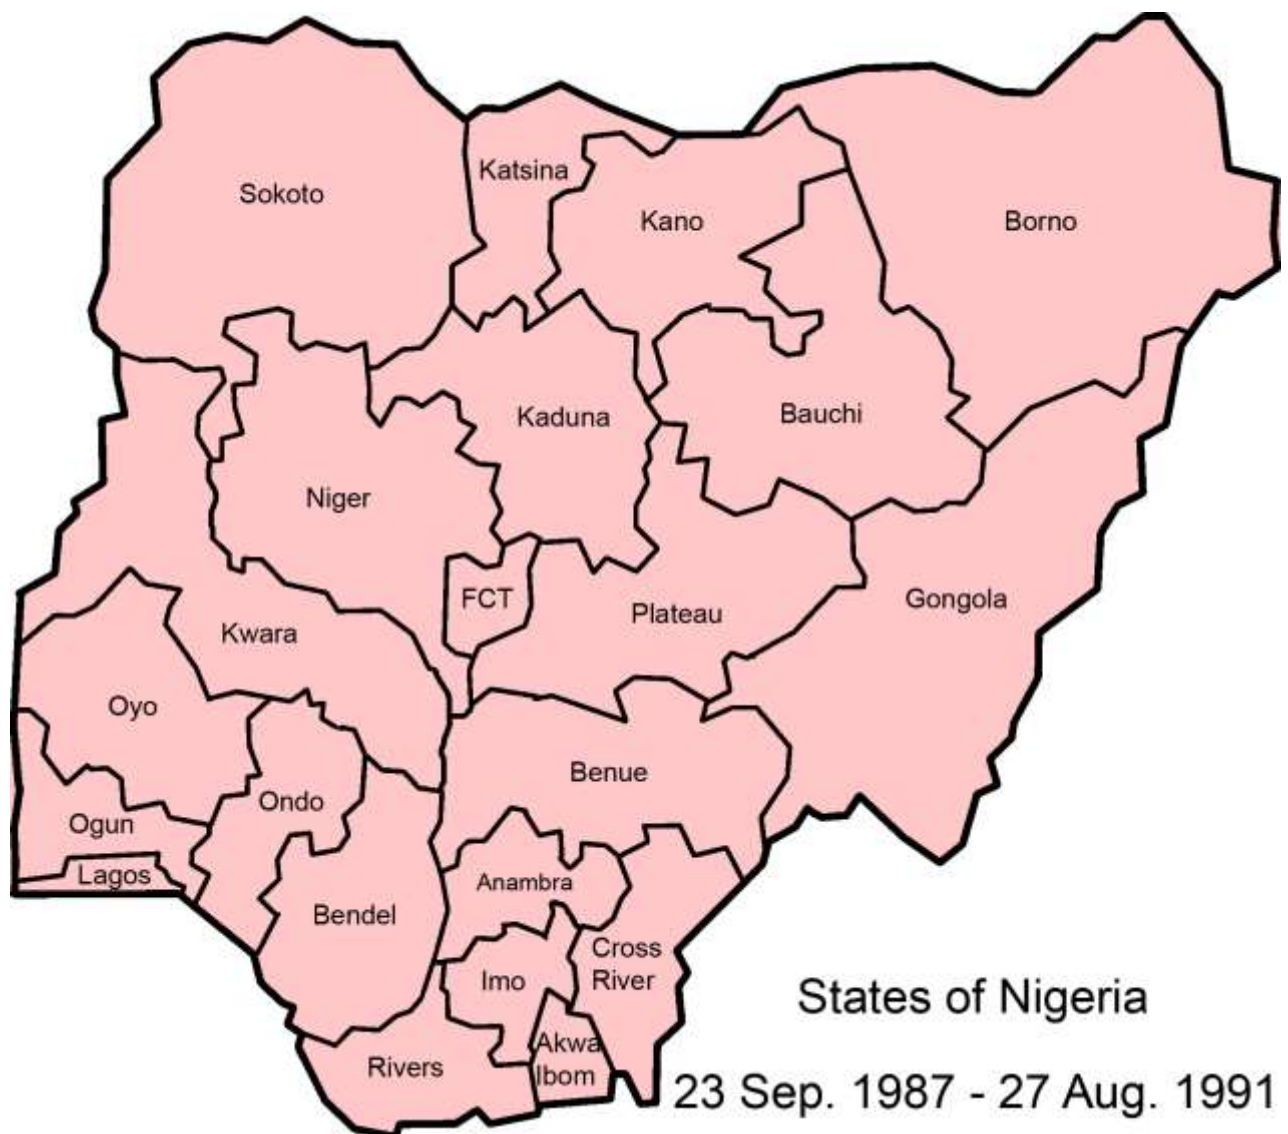 Katsina
Sokoto
Kano
Borno
Kaduna
Bauchi
Niger
FCT
Plateau
Gongola
Kwara
Oyo
Benue
Ondo
Ogun
Lagos
Anambra
Bendel
Cross
River
Imo
States of Nigeria
Akwa
Ibom
Rivers
23 Sep. 1987 - 27 Aug. 1991